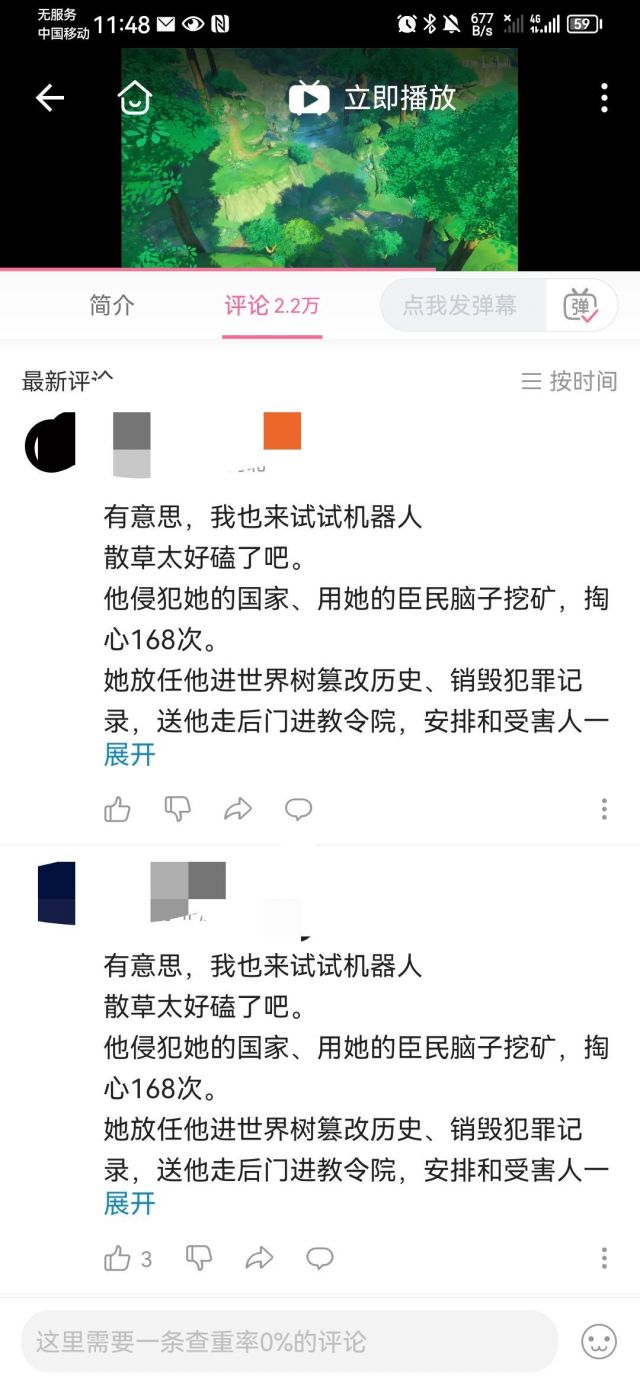 无服务
中国移动
11:48
677
B/s
4G
59
立即播放
简介
评论 2.2万
点我发弹幕
弹
最新评论
按时间
有意思，我也来试试机器人
散草太好磕了吧。
他侵犯她的国家、用她的臣民脑子挖矿，掏
心168次。
她放任他进世界树篡改历史、销毁犯罪记
录，送他走后门进教令院，安排和受害人一
展开
有意思，我也来试试机器人
散草太好磕了吧。
他侵犯她的国家、用她的臣民脑子挖矿，掏
心168次。
她放任他进世界树篡改历史、销毁犯罪记
录，送他走后门进教令院，安排和受害人一
展开
3
这里需要一条查重率0%的评论